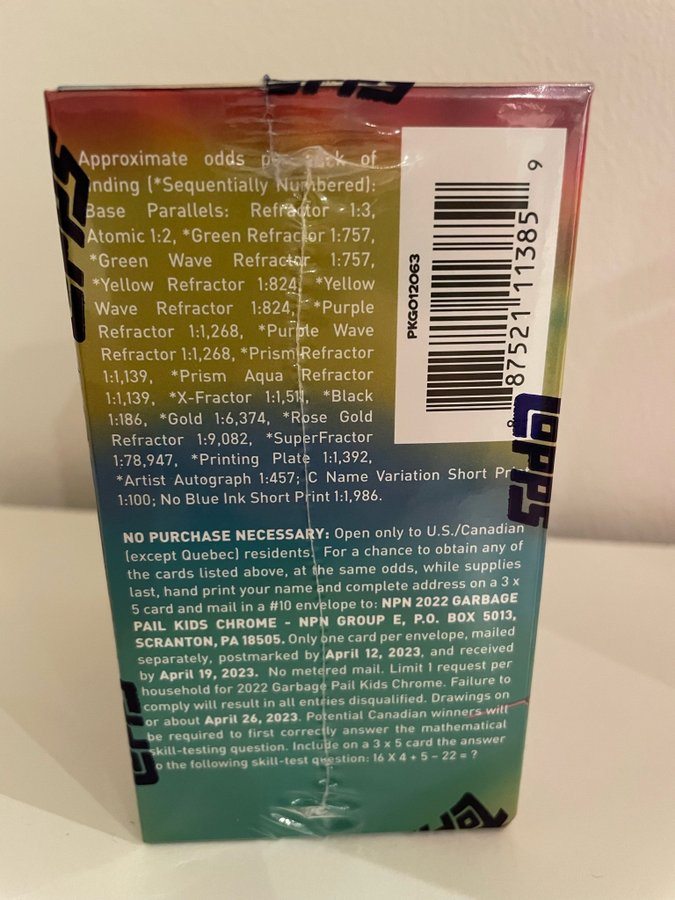 Approximate odds of
(*Sequentially Numbered):
Base Parallels: Refractor 1:3,
Atomic 1:2, *Green Refractor 1:757,
*Green Wave Refractor 1:757,
*Yellow Refractor 1:824, *Yellow
Wave Refractor 1:824, *Purple
Refractor 1:1,268, *Purple Wave
Refractor 1:1,268, *Prism Refractor
1:1,139, *Prism Aqua Refractor
1:1,139, *X-Fractor 1:1,511, *Black
1:186, *Gold 1:6,374, *Rose Gold
Refractor 1:9,082, *SuperFractor
1:78,947, *Printing Plate 1:1,392,
*Artist Autograph 1:457; C Name Variation Short Print
1:100; No Blue Ink Short Print 1:1,986.
PKG012063
87521 11385 9
NO PURCHASE NECESSARY: Open only to U.S./Canadian
(except Quebec) residents. For a chance to obtain any of
the cards listed above, at the same odds, while supplies
last, hand print your name and complete address on a 3 x
5 card and mail in a #10 envelope to: NPN 2022 GARBAGE
PAIL KIDS CHROME - NPN GROUP E, P.O. BOX 5013,
SCRANTON, PA 18505. Only one card per envelope, mailed
separately, postmarked by April 12, 2023, and received
by April 19, 2023. No metered mail. Limit 1 request per
household for 2022 Garbage Pail Kids Chrome. Failure to
comply will result in all entries disqualified. Drawings on
or about April 26, 2023. Potential Canadian winners will
be required to first correctly answer the mathematical
skill-testing question. Include on a 3 x 5 card the answer
to the following skill-test question: 16 X 4 + 5 – 22 = ?
Topps